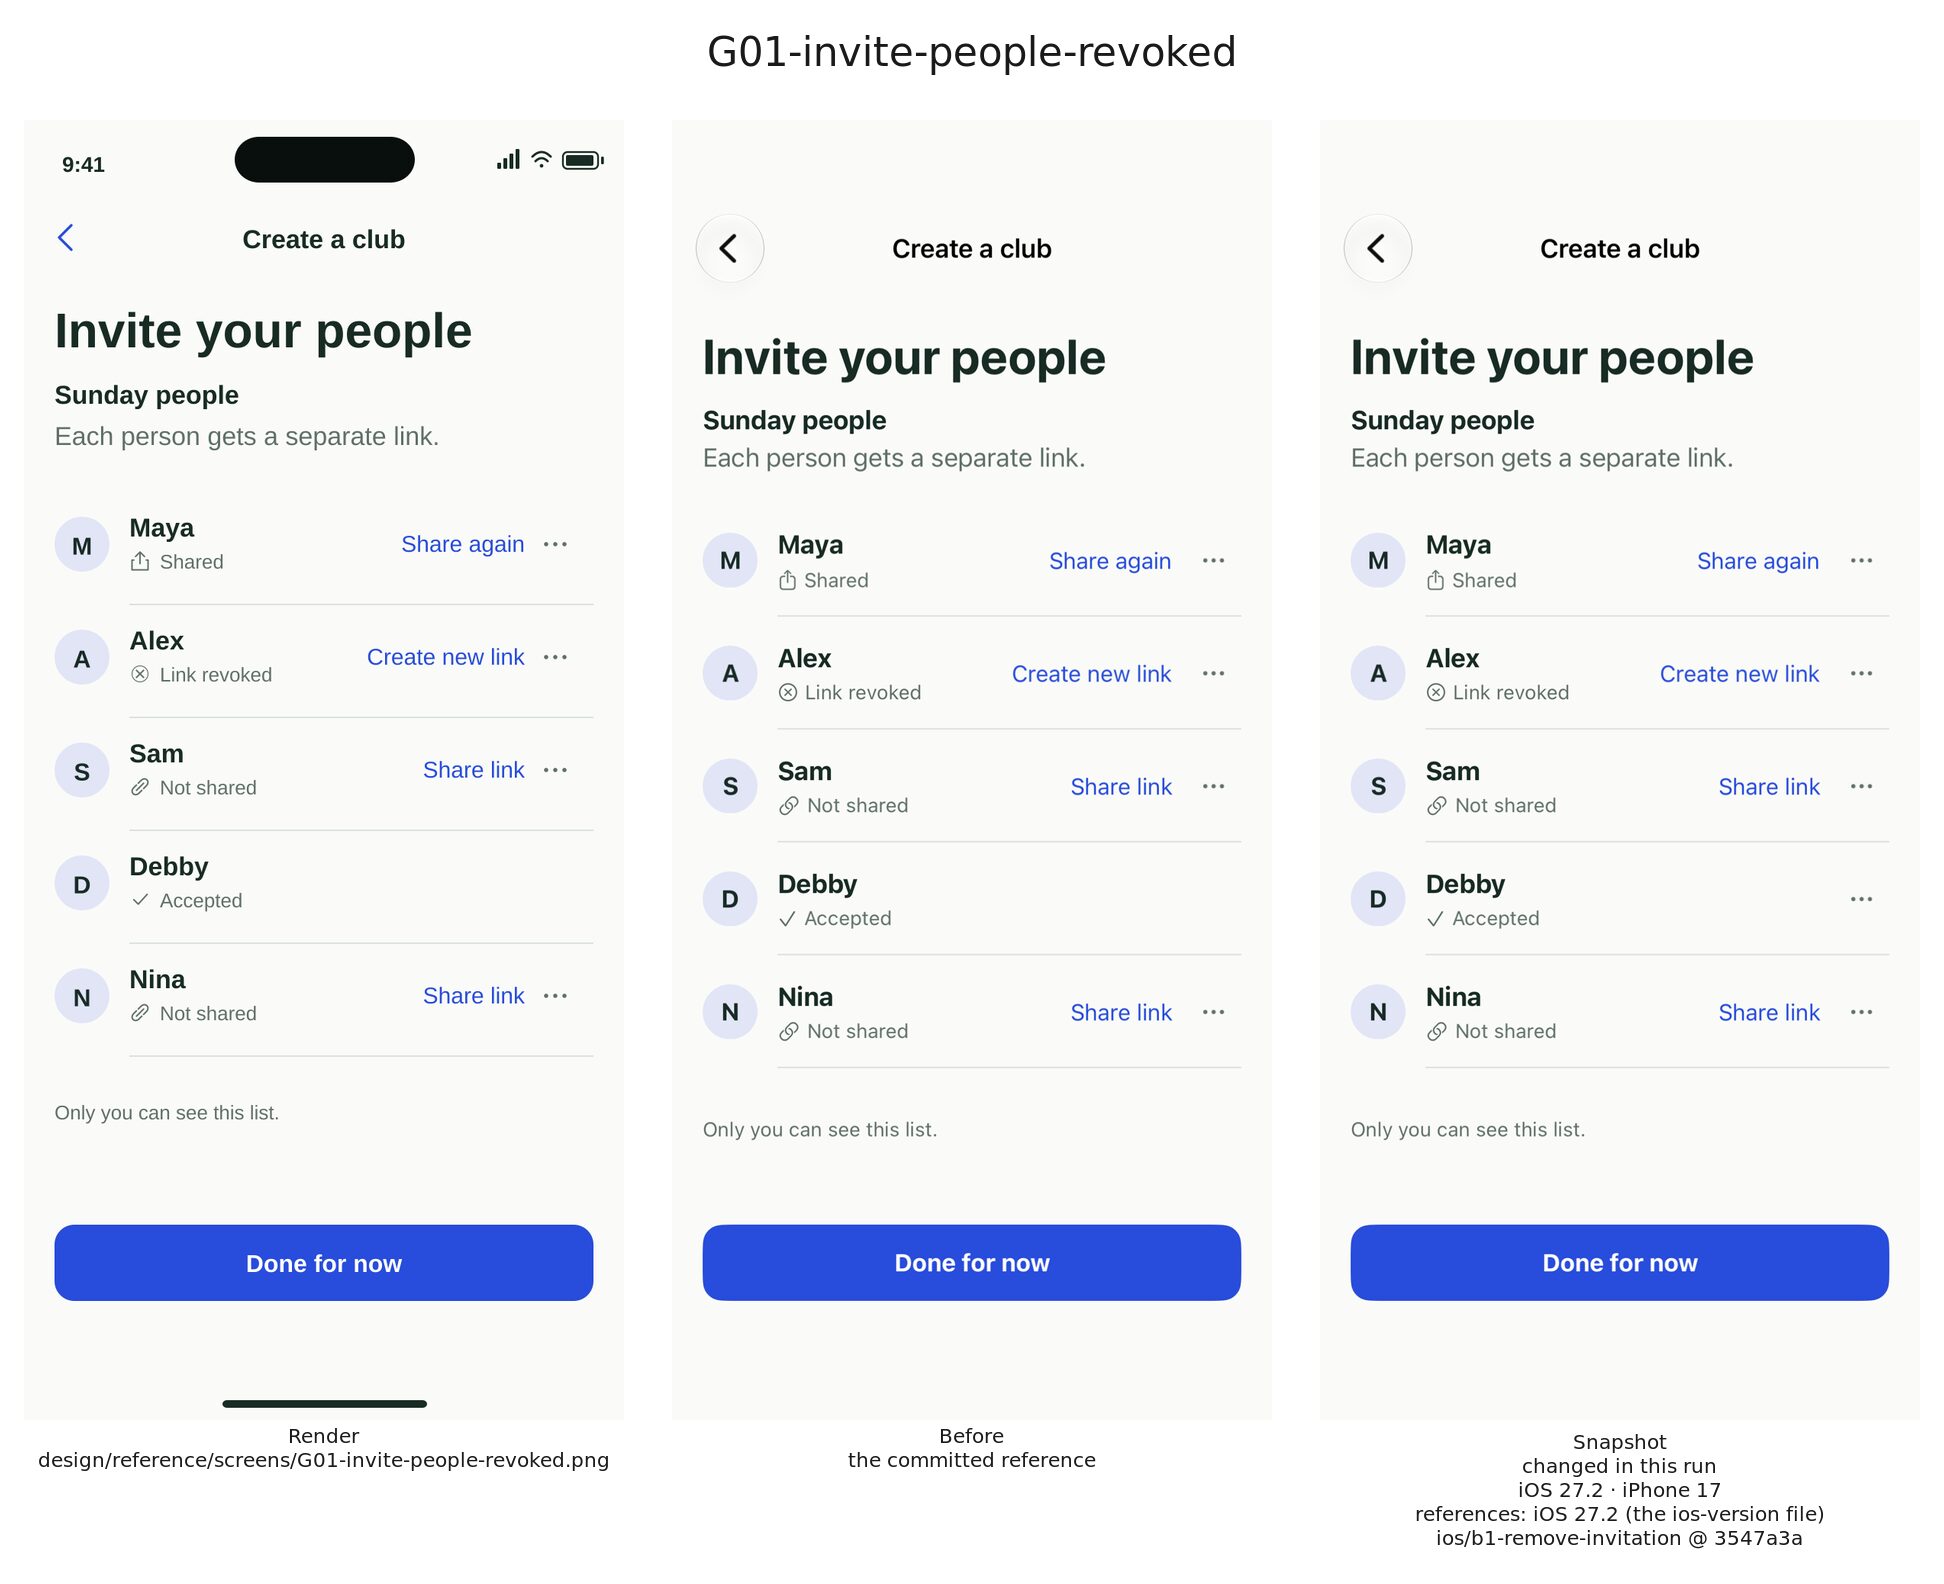 G01-invite-people-revoked
9:41
Create a club
Invite your people
Sunday people
Each person gets a separate link.
M
Maya
Shared
Share again
A
Alex
Link revoked
Create new link
S
Sam
Not shared
Share link
D
Debby
Accepted
N
Nina
Not shared
Share link
Only you can see this list.
Done for now
Render
design/reference/screens/G01-invite-people-revoked.png
Create a club
Invite your people
Sunday people
Each person gets a separate link.
M
Maya
Shared
Share again
A
Alex
Link revoked
Create new link
S
Sam
Not shared
Share link
D
Debby
Accepted
N
Nina
Not shared
Share link
Only you can see this list.
Done for now
Before
the committed reference
Create a club
Invite your people
Sunday people
Each person gets a separate link.
M
Maya
Shared
Share again
A
Alex
Link revoked
Create new link
S
Sam
Not shared
Share link
D
Debby
Accepted
N
Nina
Not shared
Share link
Only you can see this list.
Done for now
Snapshot
changed in this run
iOS 27.2 · iPhone 17
references: iOS 27.2 (the ios-version file)
ios/b1-remove-invitation @ 3547a3a